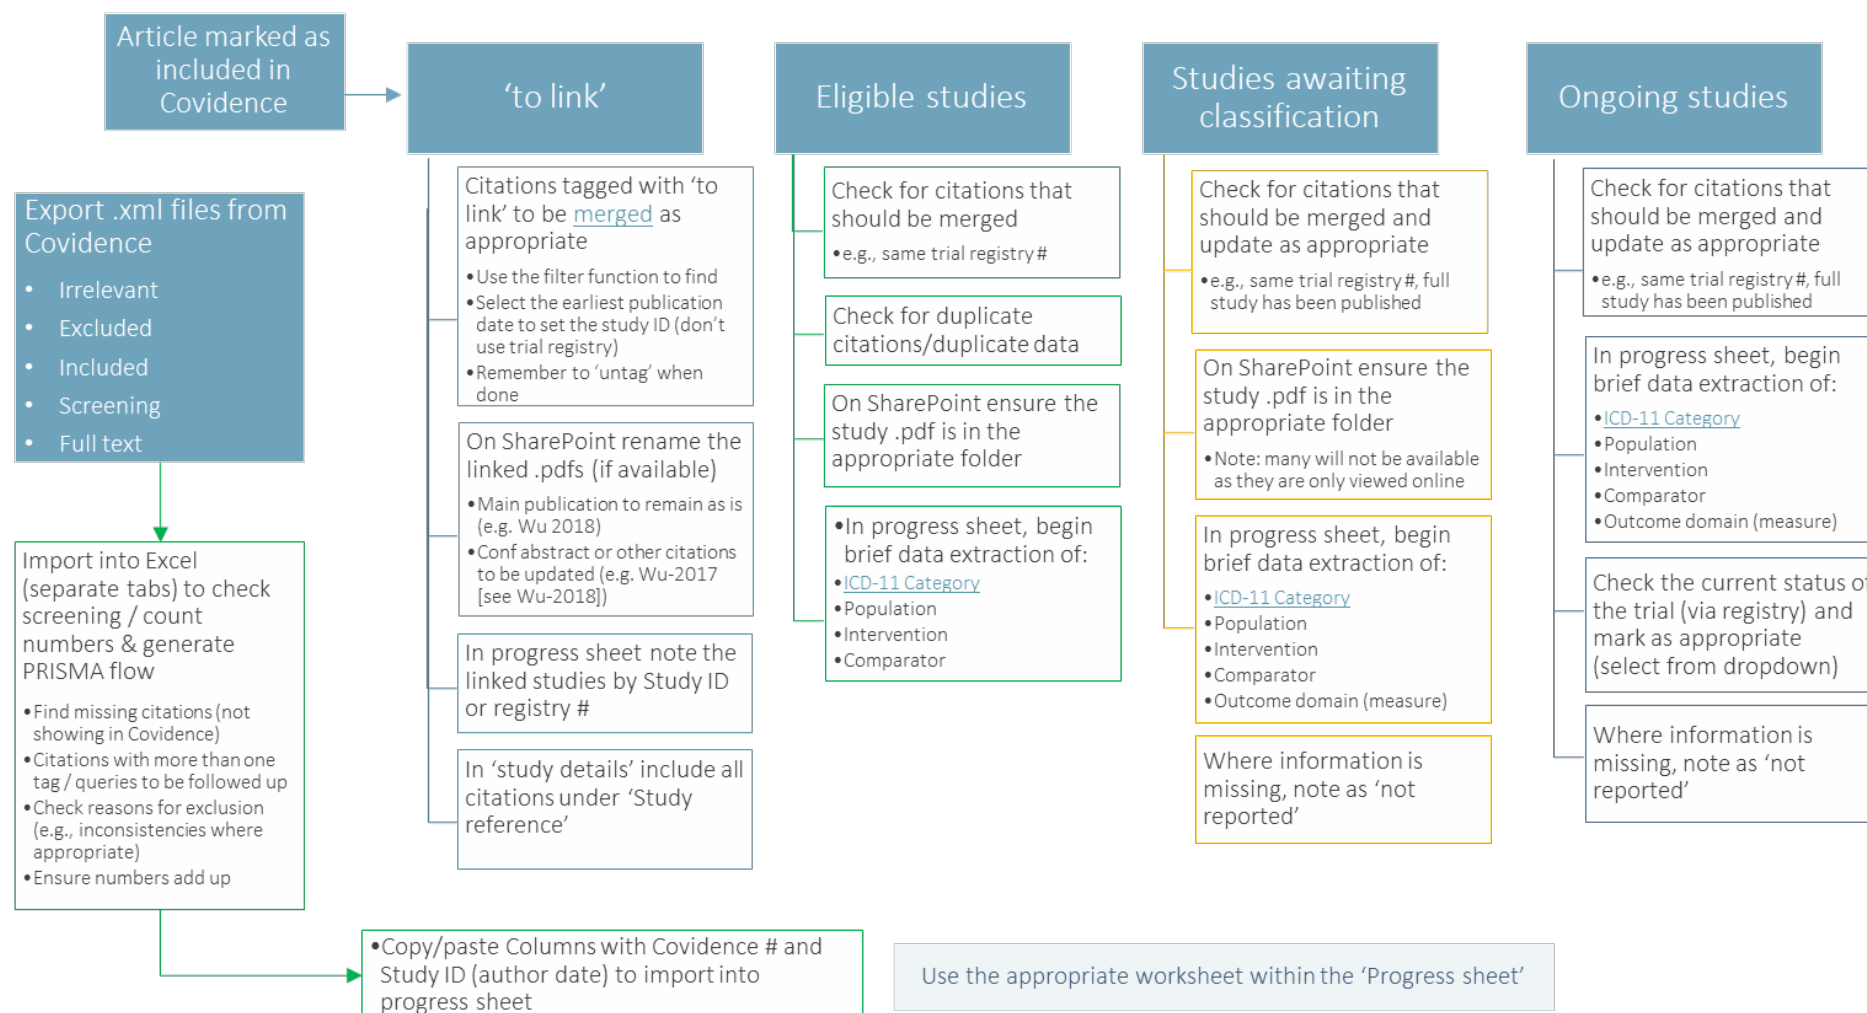 Article marked as
included in
Covidence
Export .xml files from
Covidence
• Irrelevant
• Excluded
• Included
• Screening
• Full text
Import into Excel
(separate tabs) to check
screening / count
numbers & generate
PRISMA flow
•Find missing citations (not
showing in Covidence)
•Citations with more than one
tag / queries to be followed up
•Check reasons for exclusion
(e.g., inconsistencies where
appropriate)
•Ensure numbers add up
•Copy/paste Columns with Covidence # and
Study ID (author date) to import into
progress sheet
‘to link’
Citations tagged with ‘to
link’ to be merged as
appropriate
•Use the filter function to find
•Select the earliest publication
date to set the study ID (don’t
use trial registry)
•Remember to ‘untag’ when
done
On SharePoint rename the
linked .pdfs (if available)
•Main publication to remain as is
(e.g. Wu 2018)
•Conf abstract or other citations
to be updated (e.g. Wu-2017
[see Wu-2018])
In progress sheet note the
linked studies by Study ID
or registry #
In ‘study details’ include all
citations under ‘Study
reference’
Eligible studies
Check for citations that
should be merged
•e.g., same trial registry #
Check for duplicate
citations/duplicate data
On SharePoint ensure the
study .pdf is in the
appropriate folder
•In progress sheet, begin
brief data extraction of:
•ICD-11 Category
•Population
•Intervention
•Comparator
Studies awaiting
classification
Check for citations that
should be merged and
update as appropriate
•e.g., same trial registry #, full
study has been published
On SharePoint ensure the
study .pdf is in the
appropriate folder
•Note: many will not be available
as they are only viewed online
In progress sheet, begin
brief data extraction of:
•ICD-11 Category
•Population
•Intervention
•Comparator
•Outcome domain (measure)
Where information is
missing, note as ‘not
reported’
Ongoing studies
Check for citations that
should be merged and
update as appropriate
•e.g., same trial registry #, full
study has been published
In progress sheet, begin
brief data extraction of:
•ICD-11 Category
•Population
•Intervention
•Comparator
•Outcome domain (measure)
Check the current status of
the trial (via registry) and
mark as appropriate
(select from dropdown)
Where information is
missing, note as ‘not
reported’
Use the appropriate worksheet within the ‘Progress sheet’